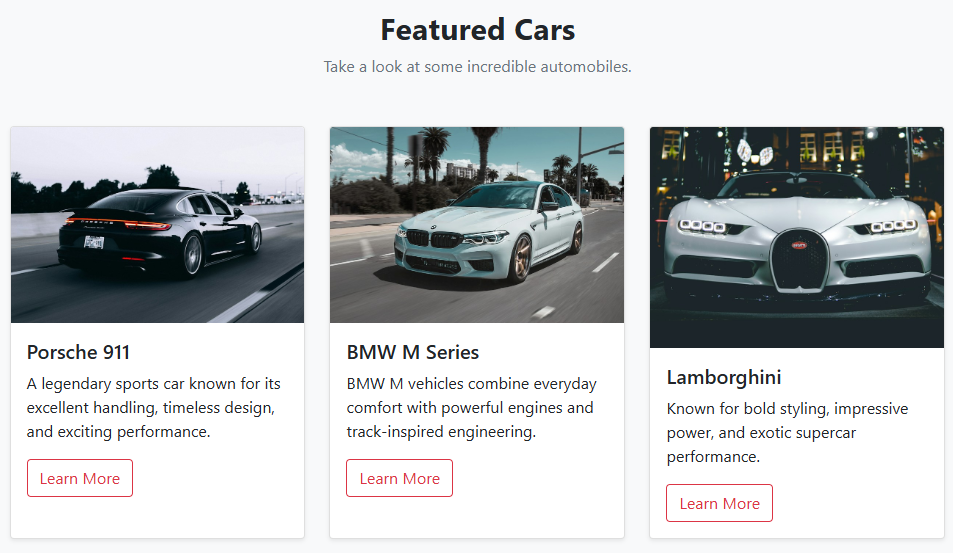 Featured Cars
Take a look at some incredible automobiles.
Porsche 911
A legendary sports car known for its
excellent handling, timeless design,
and exciting performance.
Learn More
BMW M Series
BMW M vehicles combine everyday
comfort with powerful engines and
track-inspired engineering.
Learn More
Lamborghini
Known for bold styling, impressive
power, and exotic supercar
performance.
Learn More